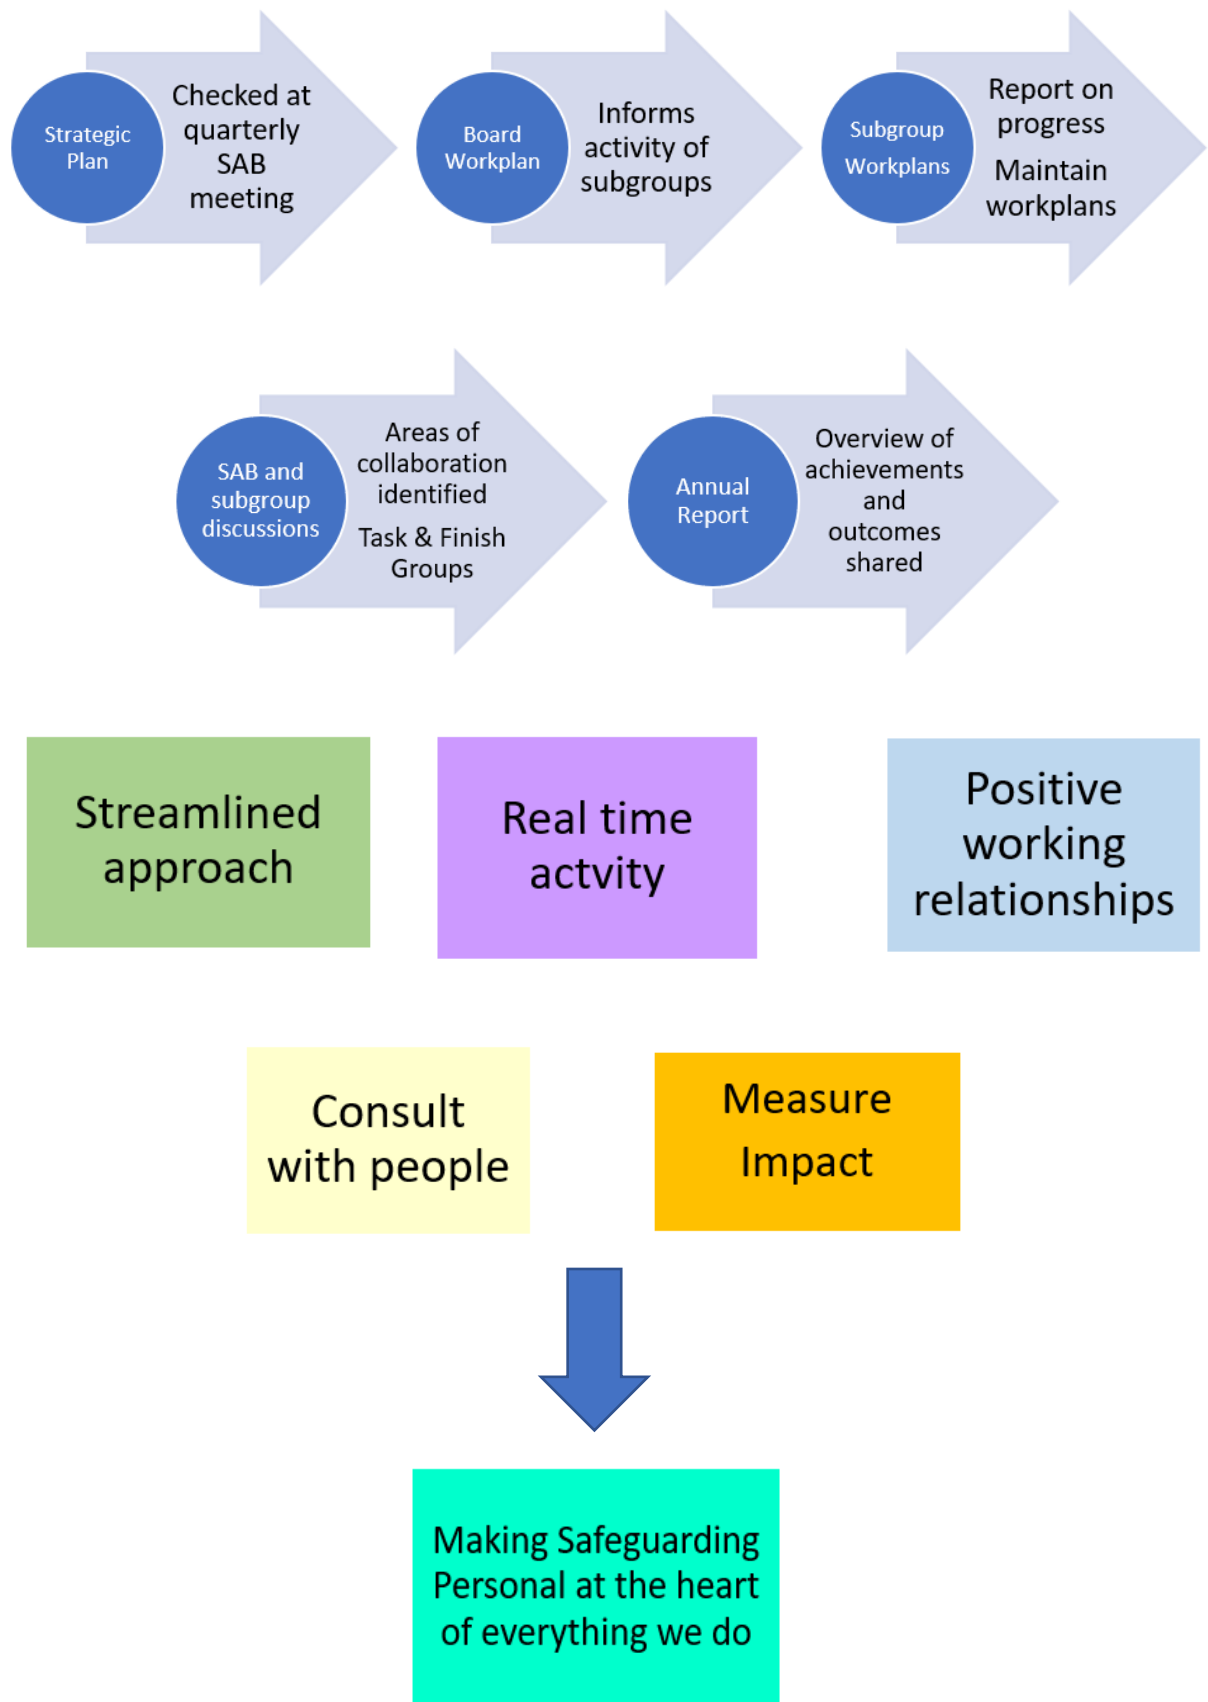 Strategic
Plan
Checked at
quarterly
SAB
meeting
Board
Workplan
Informs
activity of
subgroups
Subgroup
Workplans
Report on
progress
Maintain
workplans
SAB and
subgroup
discussions
Areas of
collaboration
identified
Task & Finish
Groups
Annual
Report
Overview of
achievements
and
outcomes
shared
Streamlined
approach
Real time
actvity
Positive
working
relationships
Consult
with people
Measure
Impact
Making Safeguarding
Personal at the heart
of everything we do